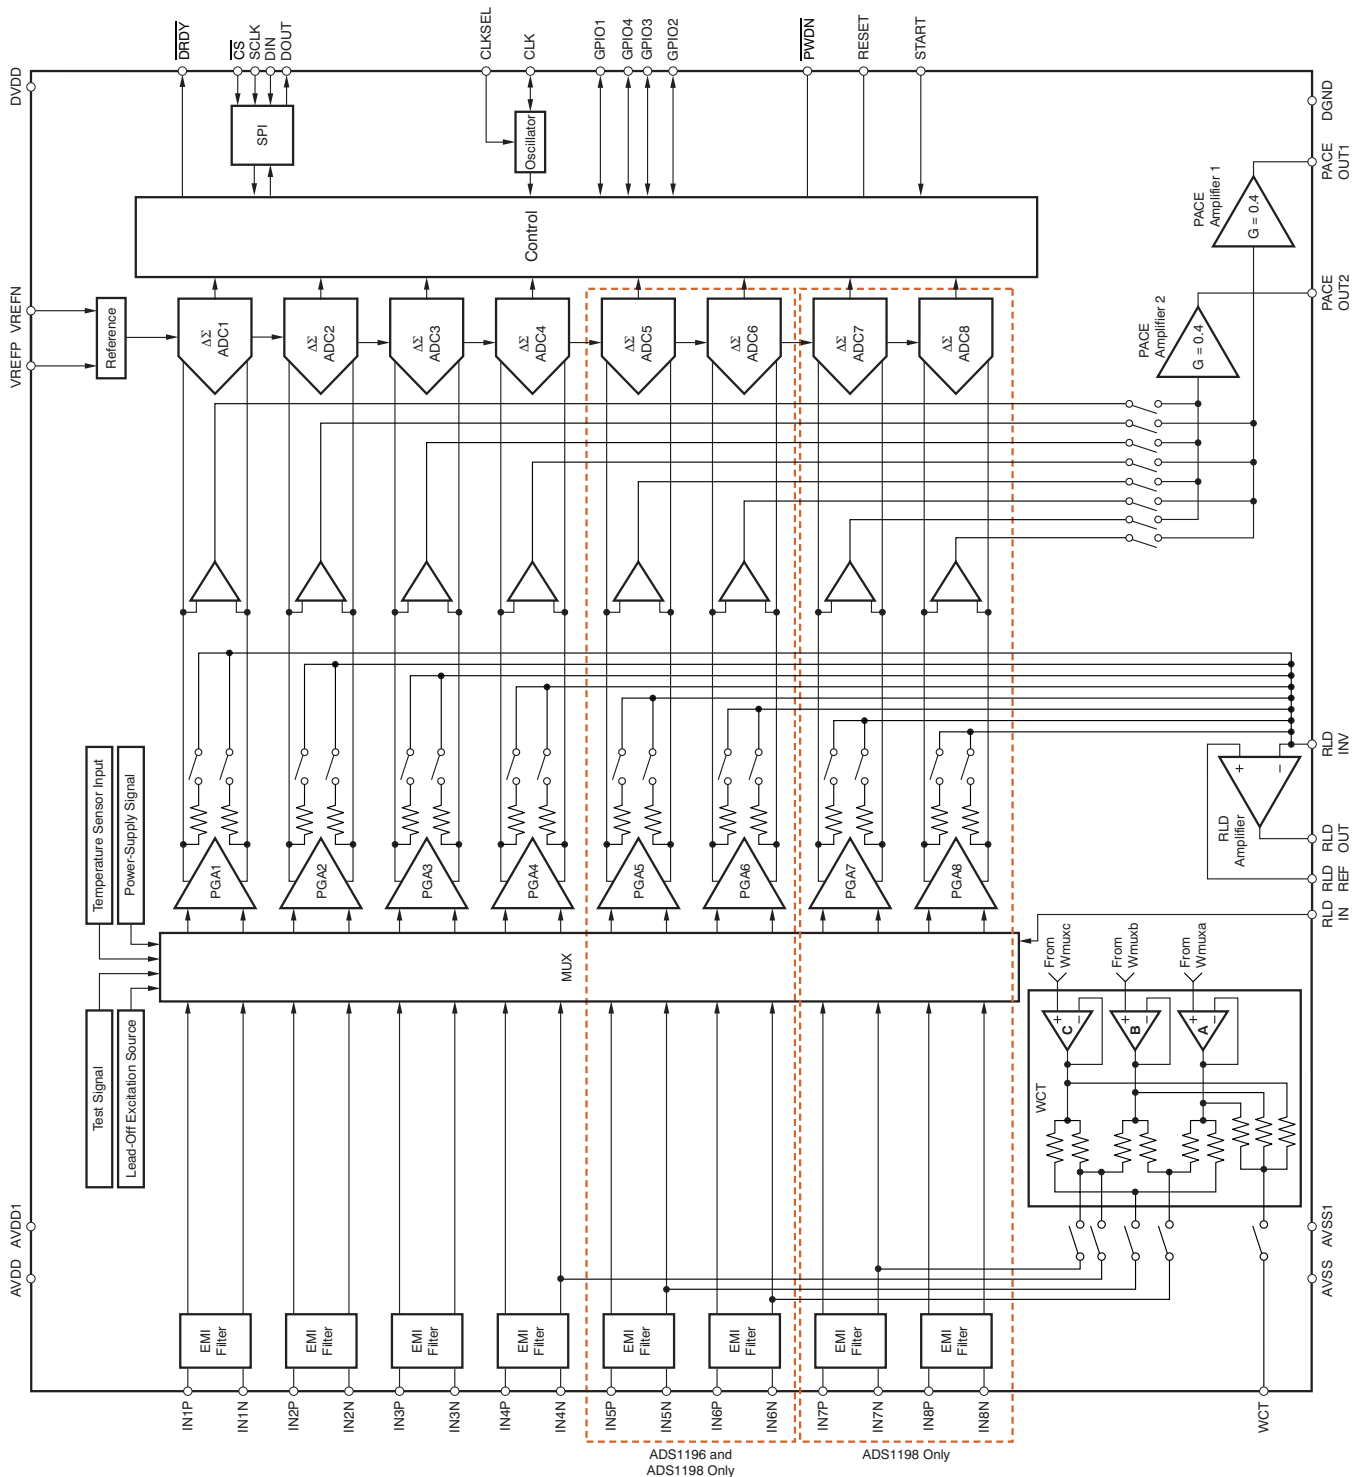 DRDY
CS
SCLK
DIN
DOUT
CLKSEL
CLK
GPIO1
GPIO4
GPIO3
GPIO2
PWDN
RESET
START
DVDD
DGND
SPI
Oscillator
Control
PACE
OUT1
PACE
Amplifier 1
G = 0.4
PACE
OUT2
PACE
Amplifier 2
G = 0.4
VREFP
VREFN
Reference
ΔΣ
ADC1
ΔΣ
ADC2
ΔΣ
ADC3
ΔΣ
ADC4
ΔΣ
ADC5
ΔΣ
ADC6
ΔΣ
ADC7
ΔΣ
ADC8
RLD
INV
+
−
RLD
Amplifier
RLD
OUT
RLD
REF
RLD
IN
Temperature Sensor Input
Power-Supply Signal
PGA1
PGA2
PGA3
PGA4
PGA5
PGA6
PGA7
PGA8
MUX
Test Signal
Lead-Off Excitation Source
From
Wmuxc
From
Wmuxb
From
Wmuxa
+
−
C
+
−
B
+
−
A
WCT
AVDD1
AVDD
AVSS1
AVSS
EMI
Filter
EMI
Filter
EMI
Filter
EMI
Filter
EMI
Filter
EMI
Filter
EMI
Filter
EMI
Filter
IN1P
IN1N
IN2P
IN2N
IN3P
IN3N
IN4P
IN4N
IN5P
IN5N
IN6P
IN6N
IN7P
IN7N
IN8P
IN8N
WCT
ADS1196 and
ADS1198 Only
ADS1198 Only